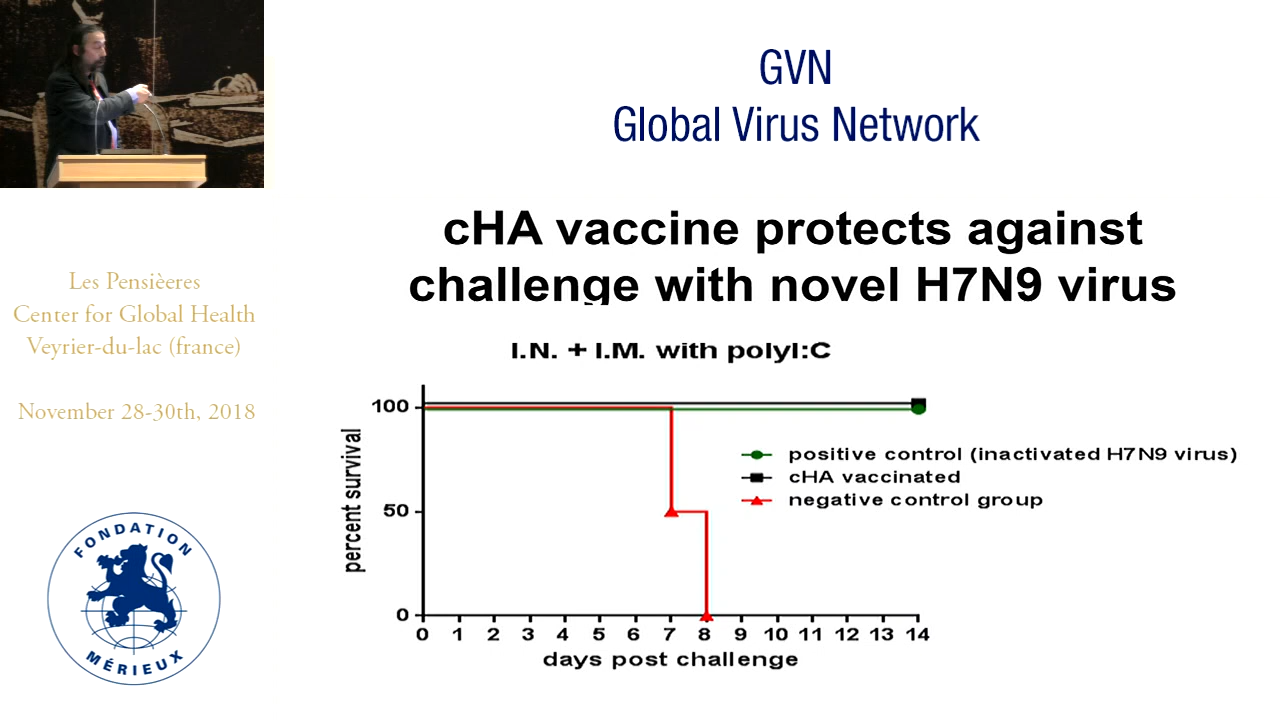 GVN
Global Virus Network
cHA vaccine protects against
challenge with novel H7N9 virus
Les Pensièeres
Center for Global Health
Veyrier-du-lac (france)
November 28-30th, 2018
FONDATION
MÉRIEUX
I.N. + I.M. with polyI:C
percent survival
100
50
0
positive control (inactivated H7N9 virus)
cHA vaccinated
negative control group
0 1 2 3 4 5 6 7 8 9 10 11 12 13 14
days post challenge